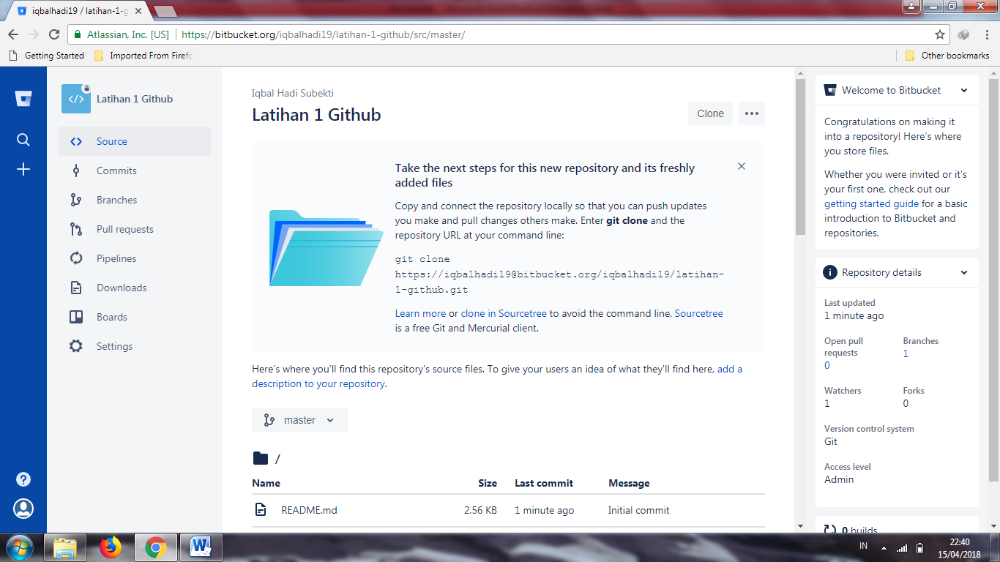 iqbalhadi19 / latihan-1-g
Atlassian, Inc. [US]
https://bitbucket.org/iqbalhadi19/latihan-1-github/src/master/
Getting Started
Imported From Firefo
Other bookmarks
Latihan 1 Github
Source
Commits
Branches
Pull requests
Pipelines
Downloads
Boards
Settings
Iqbal Hadi Subekti
Latihan 1 Github
Clone
Take the next steps for this new repository and its freshly
added files
Copy and connect the repository locally so that you can push updates
you make and pull changes others make. Enter git clone and the
repository URL at your command line:
git clone
https://iqbalhadi19@bitbucket.org/iqbalhadi19/latihan-
1-github.git
Learn more or clone in Sourcetree to avoid the command line. Sourcetree
is a free Git and Mercurial client.
Here's where you'll find this repository's source files. To give your users an idea of what they'll find here, add a
description to your repository.
master
/
Name Size Last commit Message
README.md 2.56 KB 1 minute ago Initial commit
Welcome to Bitbucket
Congratulations on making it
into a repository! Here's where
you store files.
Whether you were invited or it's
your first one, check out our
getting started guide for a basic
introduction to Bitbucket and
repositories.
Repository details
Last updated
1 minute ago
Open pull
requests
0
Branches
1
Watchers
1
Forks
0
Version control system
Git
Access level
Admin
0 builds
IN
22:40
15/04/2018